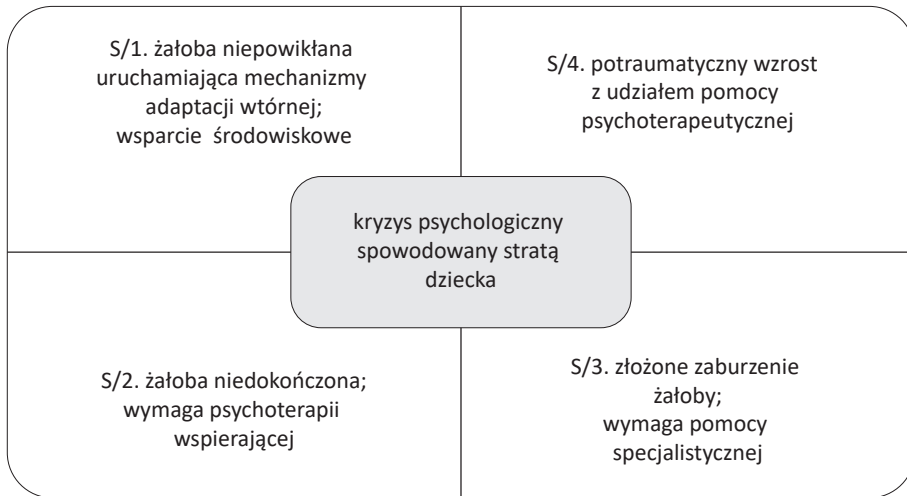 S/1. żałoba niepowikłana
uruchamiająca mechanizmy
adaptacji wtórnej;
wsparcie środowiskowe
S/4. potraumatyczny wzrost
z udziałem pomocy
psychoterapeutycznej
kryzys psychologiczny
spowodowany stratą
dziecka
S/2. żałoba niedokończona;
wymaga psychoterapii
wspierającej
S/3. złożone zaburzenie
żałoby;
wymaga pomocy
specjalistycznej